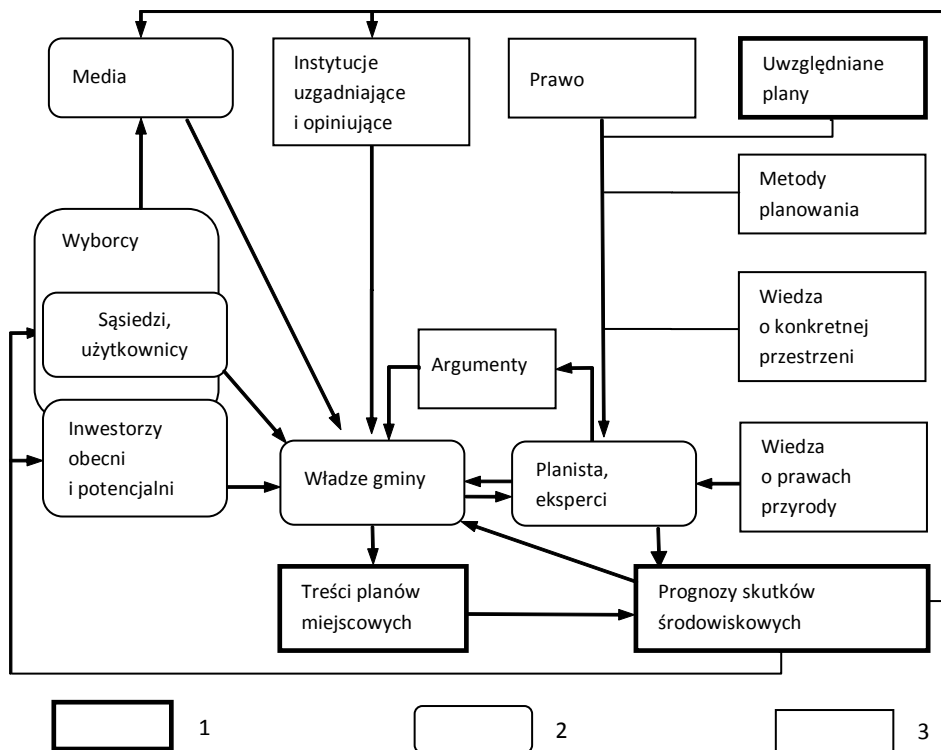 Media
Instytucje
uzgadniające
i opiniujące
Prawo
Uwzględniane
plany
Metody
planowania
Wyborcy
Sąsiedzi,
użytkownicy
Wiedza
o konkretnej
przestrzeni
Argumenty
Inwestorzy
obecni
i potencjalni
Władze gminy
Planista,
eksperci
Wiedza
o prawach
przyrody
Treści planów
miejscowych
Prognozy skutków
środowiskowych
1
2
3